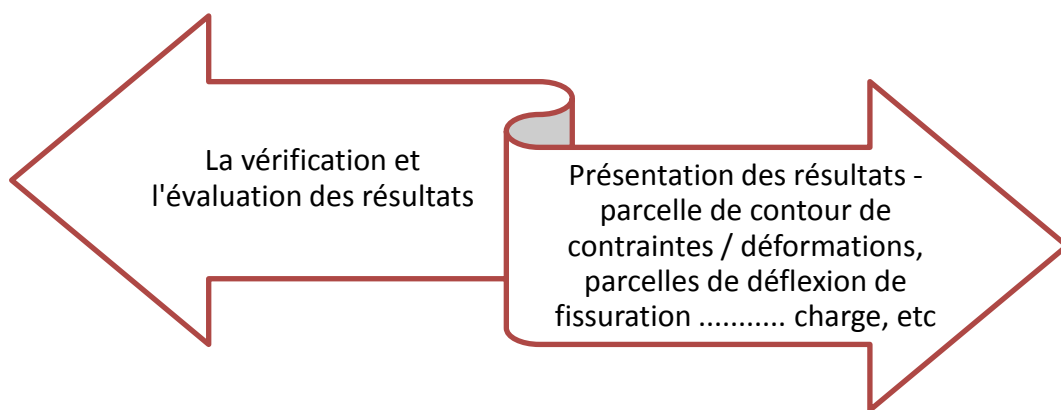 La vérification et
l'évaluation des résultats
Présentation des résultats -
parcelle de contour de
contraintes / déformations,
parcelles de déflexion de
fissuration ........... charge, etc